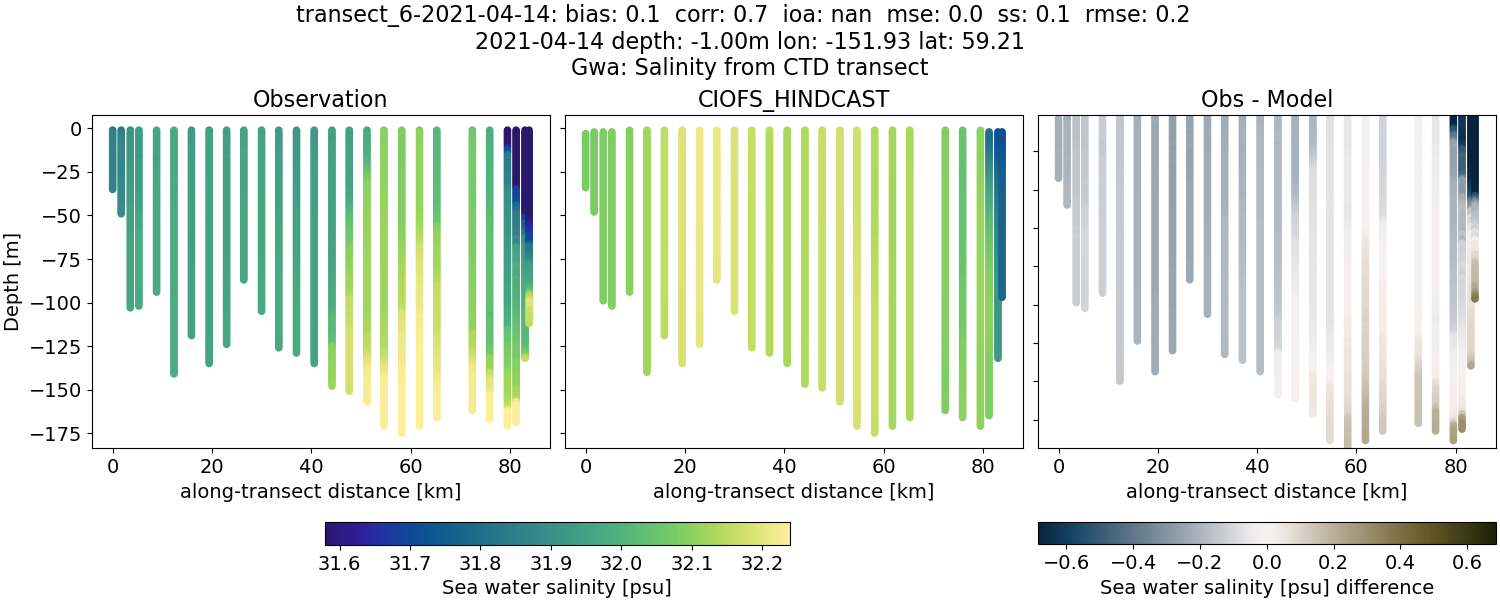 transect_6-2021-04-14: bias: 0.1  corr: 0.7  ioa: nan  mse: 0.0  ss: 0.1  rmse: 0.2
2021-04-14 depth: -1.00m lon: -151.93 lat: 59.21
Gwa: Salinity from CTD transect
Observation
CIOFS_HINDCAST
Obs - Model
Depth [m]
0
−25
−50
−75
−100
−125
−150
−175
0 20 40 60 80
0 20 40 60 80
0 20 40 60 80
along-transect distance [km]
along-transect distance [km]
along-transect distance [km]
31.6 31.7 31.8 31.9 32.0 32.1 32.2
Sea water salinity [psu]
−0.6 −0.4 −0.2 0.0 0.2 0.4 0.6
Sea water salinity [psu] difference